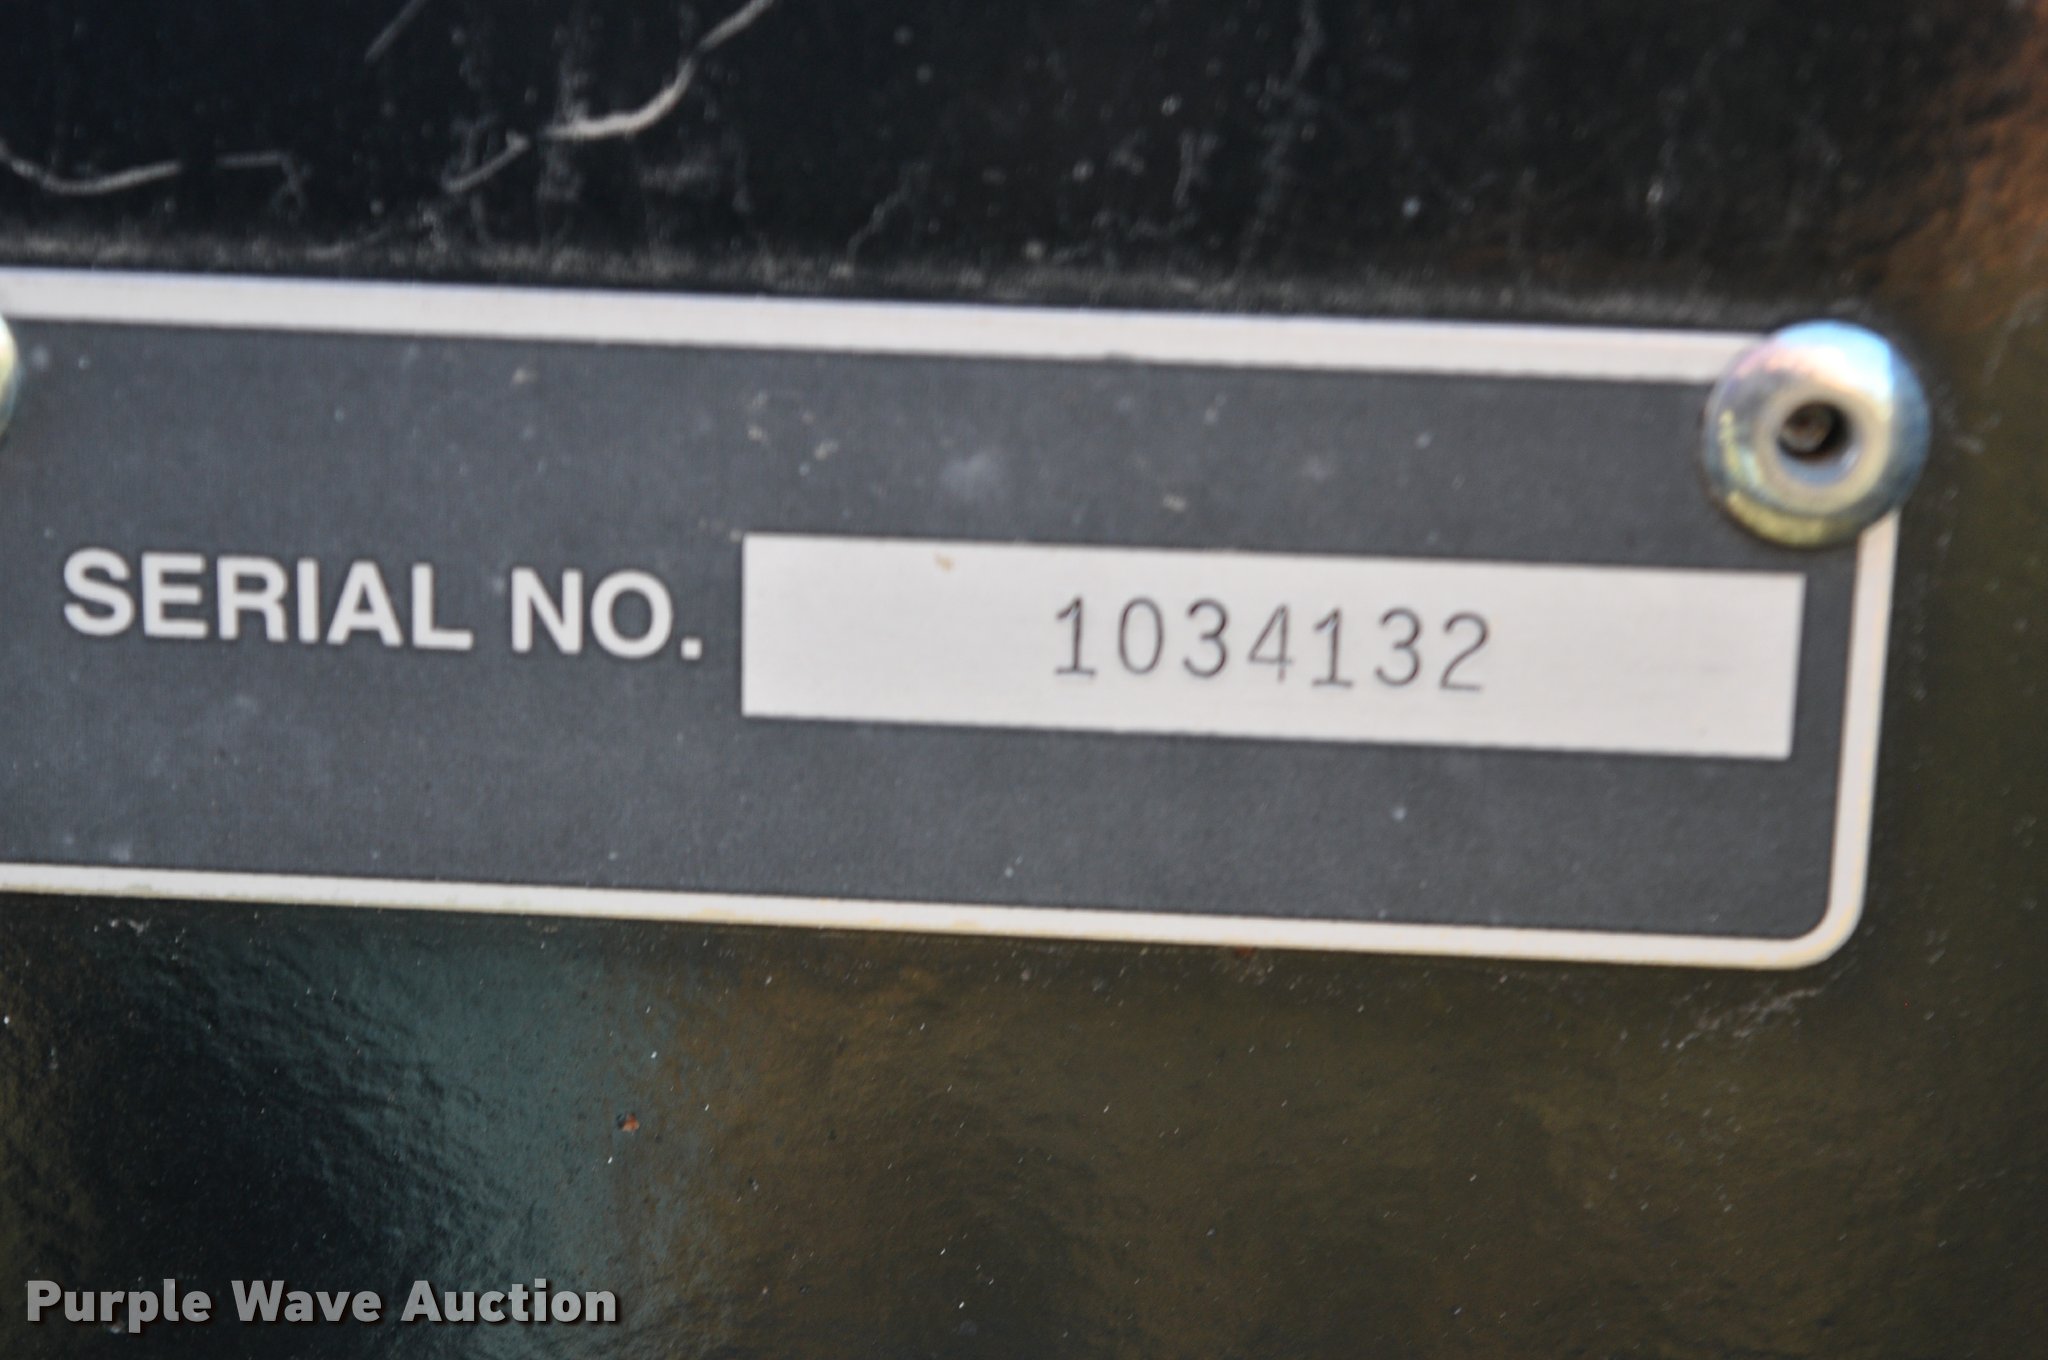 SERIAL NO. 1034132
Purple Wave Auction